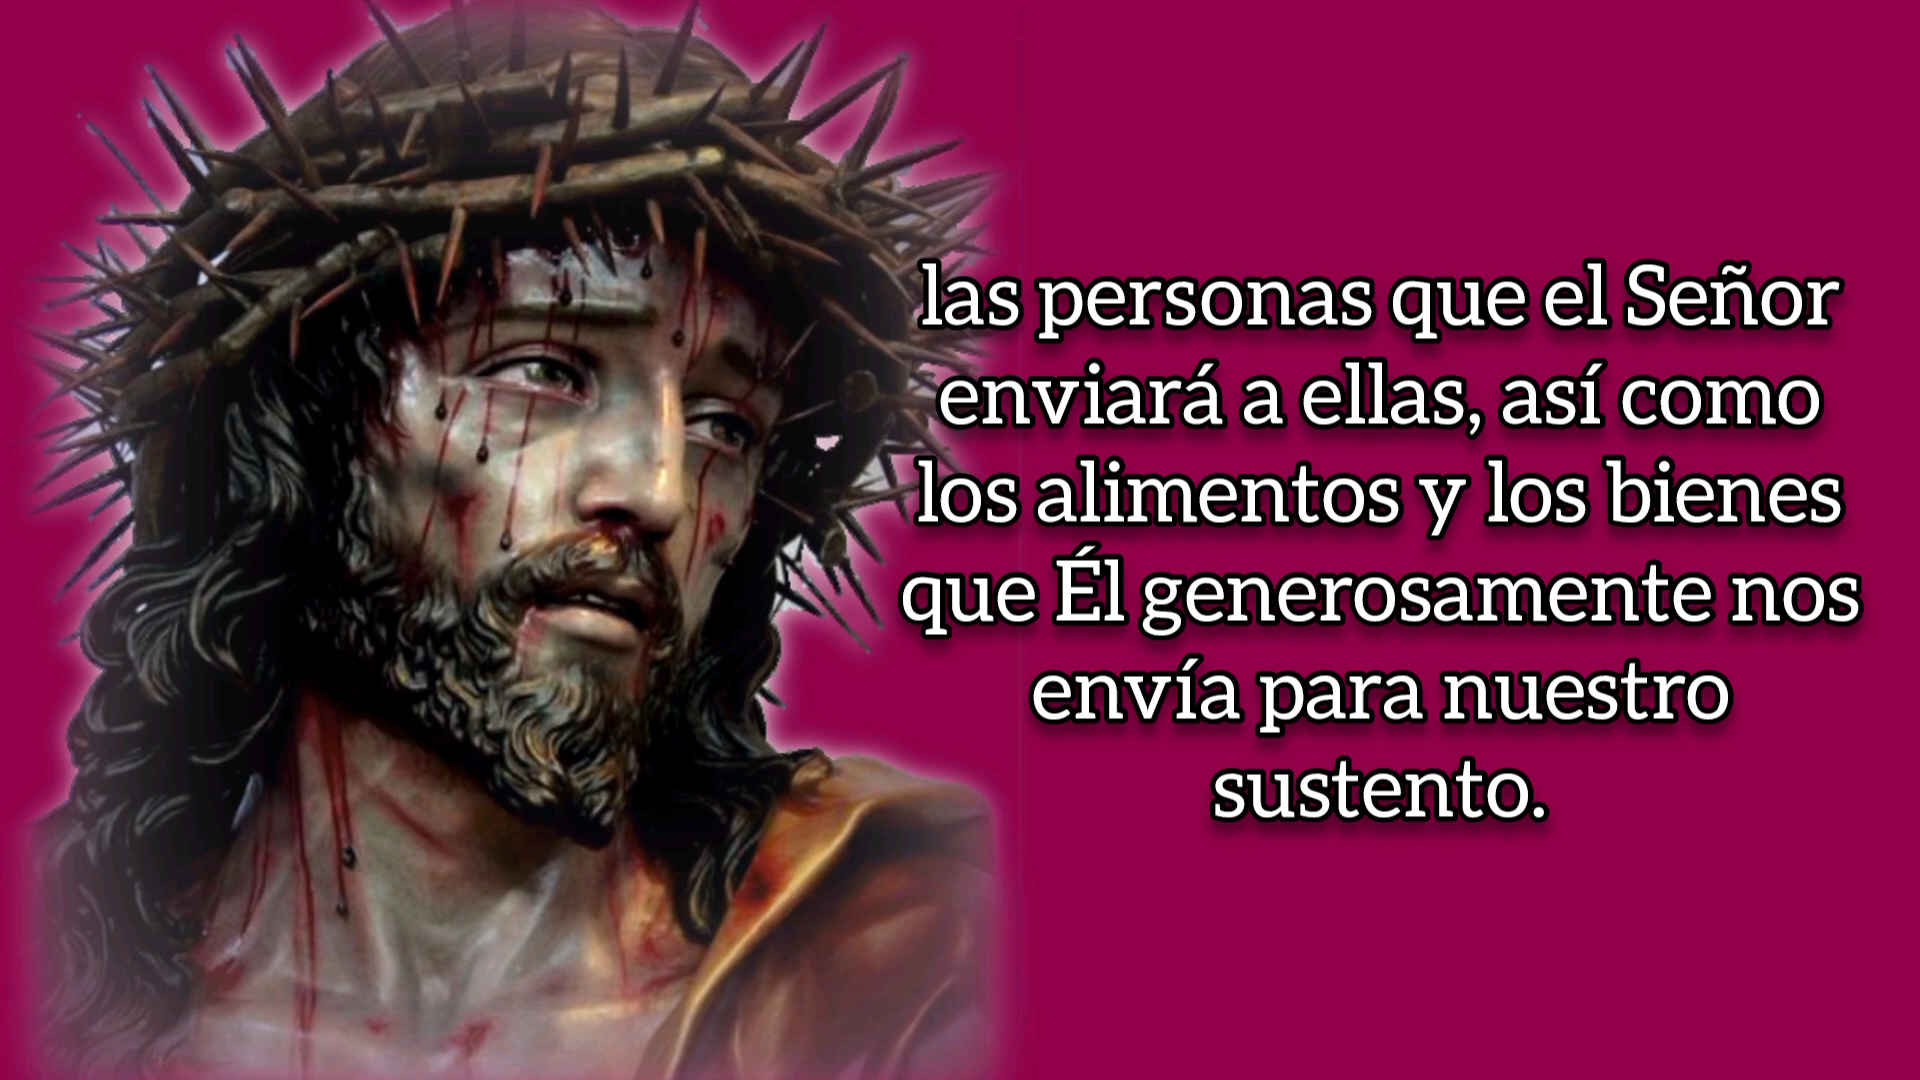 las personas que el Señor
enviará a ellas, así como
los alimentos y los bienes
que Él generosamente nos
envía para nuestro
sustento.